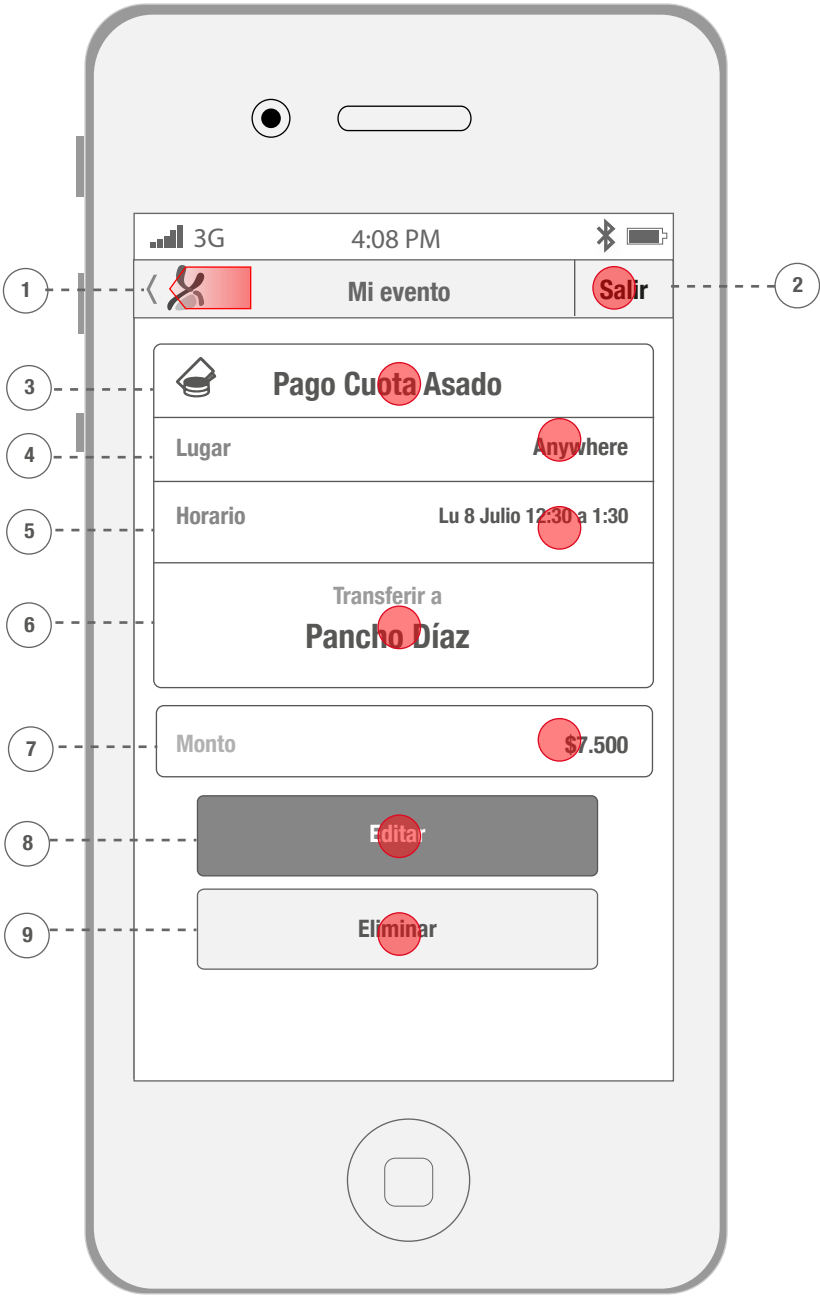 3G 4:08 PM
1 Mi evento Salir 2
3 Pago Cuota Asado
4 Lugar Anywhere
5 Horario Lu 8 Julio 12:30 a 1:30
Transferir a
6 Pancho Díaz
7 Monto $7.500
8 Editar
9 Eliminar